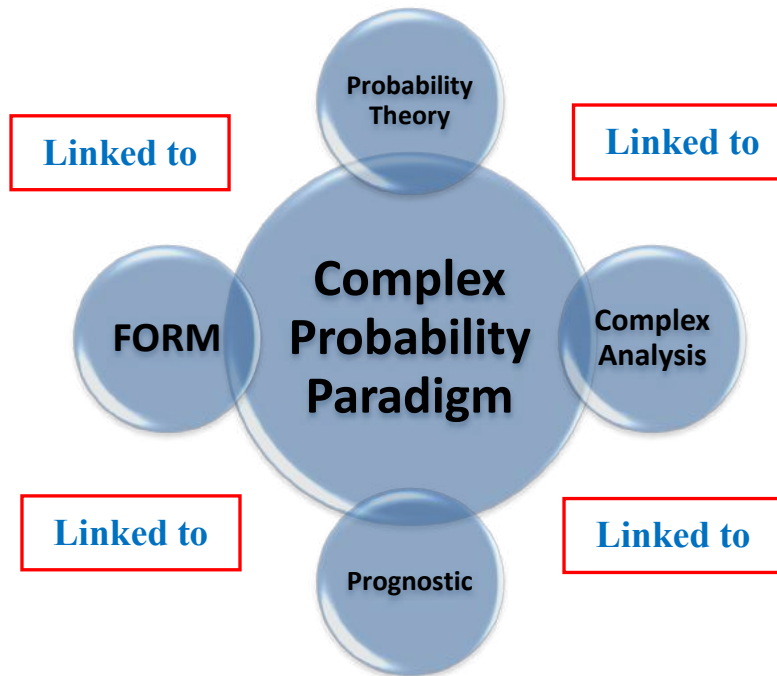 Probability
Theory
Linked to
Linked to
Complex
Probability
Paradigm
FORM
Complex
Analysis
Linked to
Linked to
Prognostic